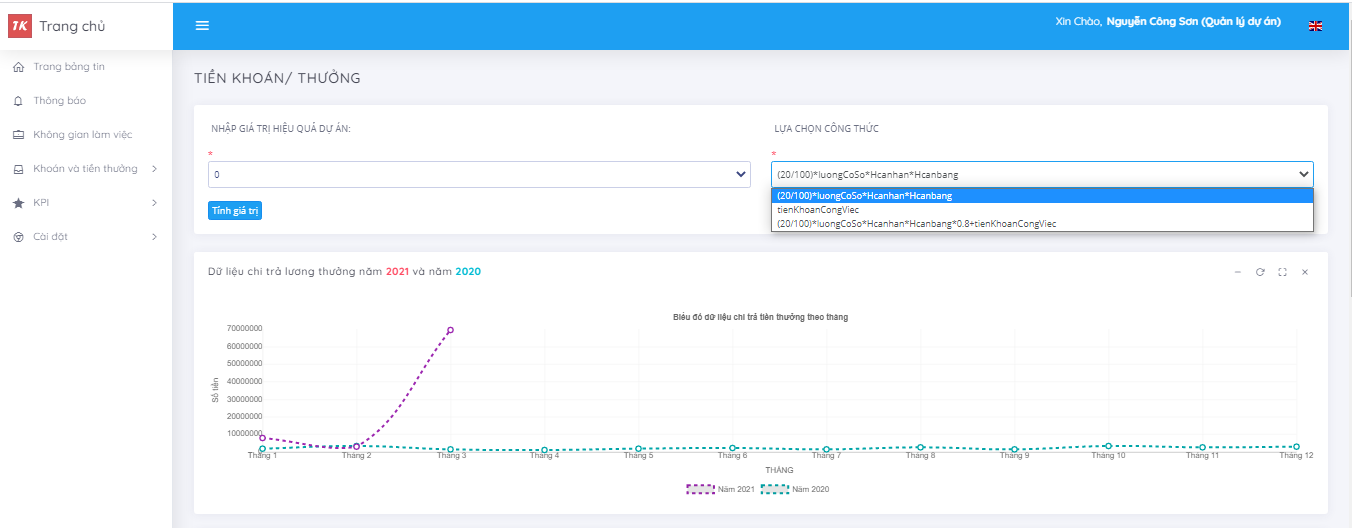 TK Trang chủ
Xin Chào, Nguyễn Công Sơn (Quản lý dự án)
Trang bảng tin
Thông báo
Không gian làm việc
Khoán và tiền thưởng
KPI
Cài đặt
TIỀN KHOÁN/ THƯỞNG
NHẬP GIÁ TRỊ HIỆU QUẢ DỰ ÁN:
*
0
Tính giá trị
LỰA CHỌN CÔNG THỨC
*
(20/100)*luongCoSo*Hcanhan*Hcanbang
(20/100)*luongCoSo*Hcanhan*Hcanbang
tienKhoanCongViec
(20/100)*luongCoSo*Hcanhan*Hcanbang*0.8+tienKhoanCongViec
Dữ liệu chi trả lương thưởng năm 2021 và năm 2020
Biểu đồ dữ liệu chi trả tiền thưởng theo tháng
70000000
60000000
50000000
40000000
30000000
20000000
10000000
Số tiền
Tháng 1 Tháng 2 Tháng 3 Tháng 4 Tháng 5 Tháng 6 Tháng 7 Tháng 8 Tháng 9 Tháng 10 Tháng 11 Tháng 12
THÁNG
Năm 2021 Năm 2020